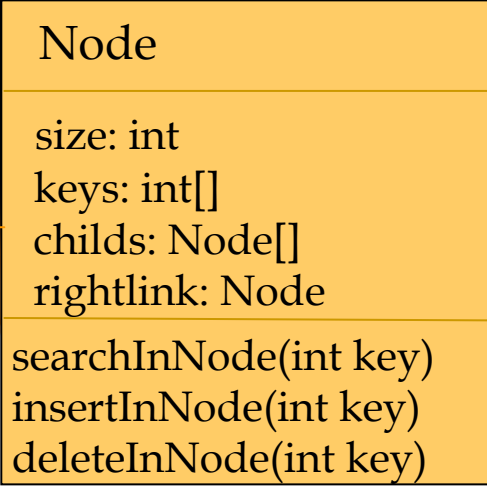 Node
size: int
keys: int[]
childs: Node[]
rightlink: Node
searchInNode(int key)
insertInNode(int key)
deleteInNode(int key)